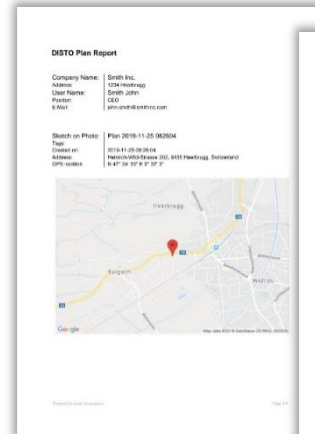 DISTO Plan Report
Company Name: Smith Inc.
Address: 1234 Heerbrugg
User Name: Smith John
Position: CEO
E-Mail: john.smith@smithinc.com
Sketch on Photo: Plan 2019-11-25 082604
Tags:
Created on: 2019-11-25 08:26:04
Address: Heinrich-Wild-Strasse 202, 9435 Heerbrugg, Switzerland
GPS location
Heerbrugg
Balgach
Widnau
Google